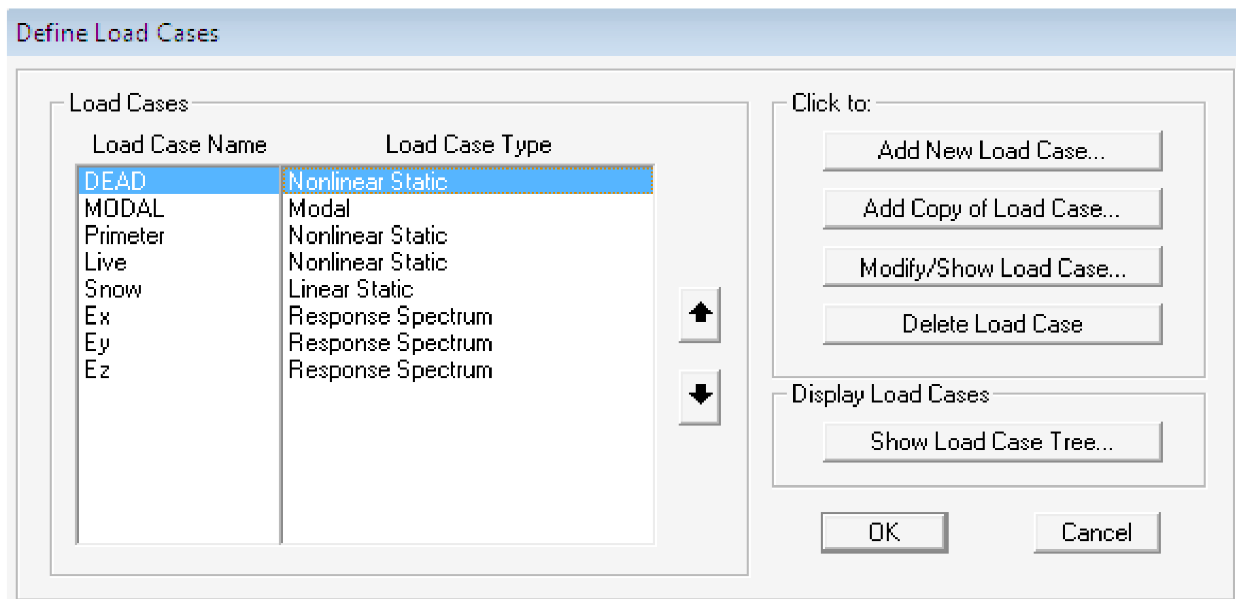 Define Load Cases
Load Cases
Load Case Name Load Case Type
DEAD Nonlinear Static
MODAL Modal
Primeter Nonlinear Static
Live Nonlinear Static
Snow Linear Static
Ex Response Spectrum
Ey Response Spectrum
Ez Response Spectrum
Click to:
Add New Load Case...
Add Copy of Load Case...
Modify/Show Load Case...
Delete Load Case
Display Load Cases
Show Load Case Tree...
OK Cancel